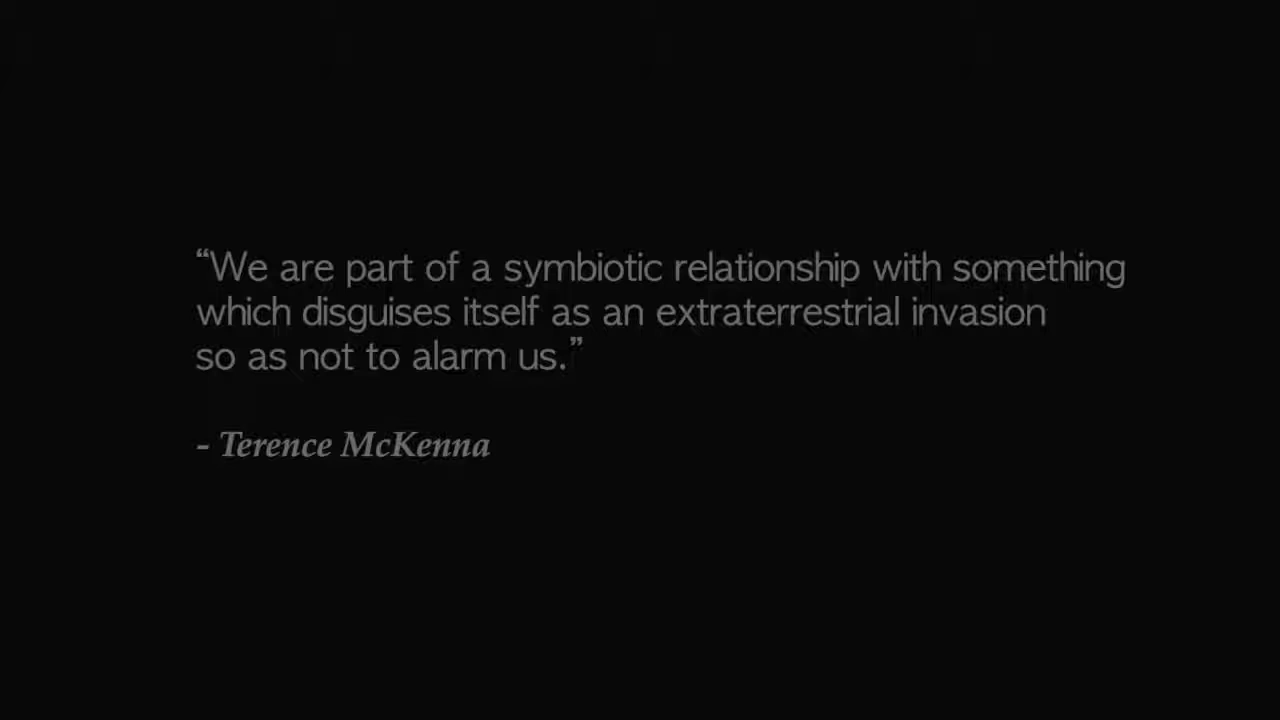 “We are part of a symbiotic relationship with something
which disguises itself as an extraterrestrial invasion
so as not to alarm us.”
- Terence McKenna